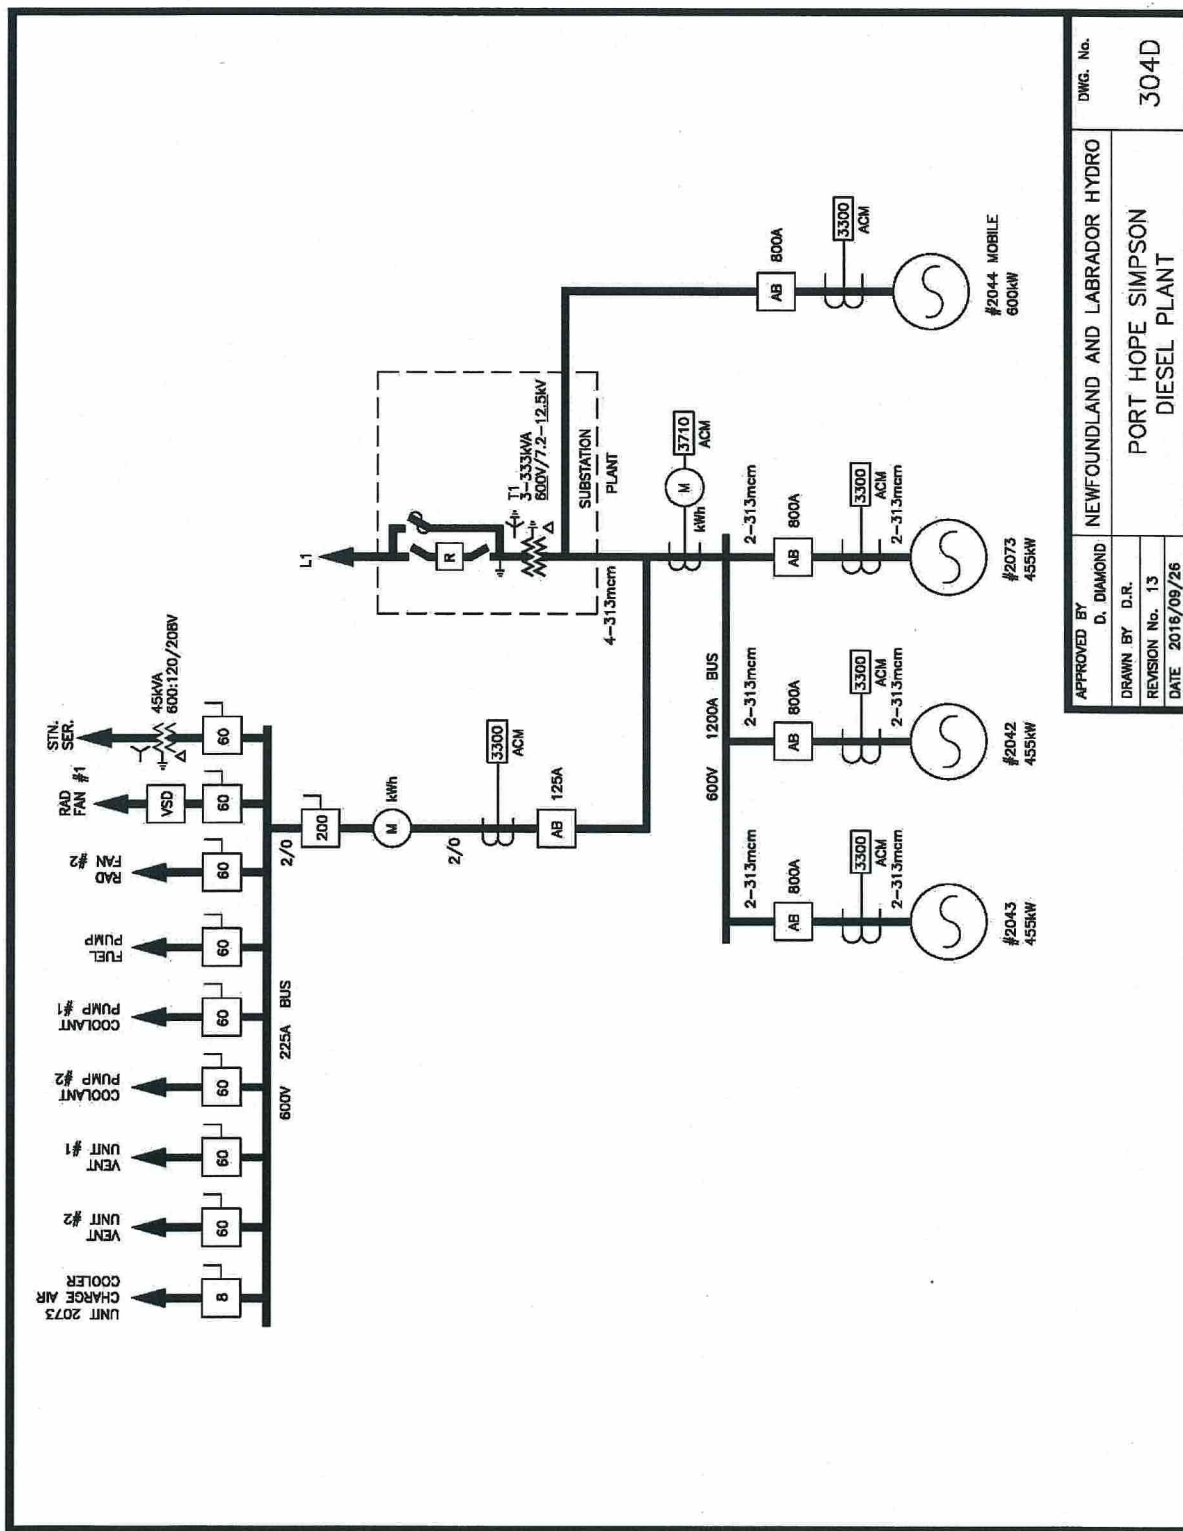 STN.
SER.
45kVA
600:120/208V
60
RAD
FAN #1
VSD
60
RAD
FAN #2
60
FUEL
PUMP
60
COOLANT
PUMP #1
60
COOLANT
PUMP #2
60
VENT
UNIT #1
60
VENT
UNIT #2
60
UNIT 2073
CHARGE AIR
COOLER
8
600V 225A BUS
2/0
200
M
kWh
2/0
3300
ACM
AB
125A
L1
R
T1
3-333kVA
600V/7.2-12.5kV
SUBSTATION
PLANT
4-313mcm
M
kWh
3710
ACM
600V 1200A BUS
2-313mcm
AB
800A
3300
ACM
2-313mcm
#2043
455kW
2-313mcm
AB
800A
3300
ACM
2-313mcm
#2042
455kW
2-313mcm
AB
800A
3300
ACM
2-313mcm
#2073
455kW
AB
800A
3300
ACM
#2044 MOBILE
600kW
APPROVED BY
D. DIAMOND
DRAWN BY D.R.
REVISION No. 13
DATE 2016/09/26
NEWFOUNDLAND AND LABRADOR HYDRO
PORT HOPE SIMPSON
DIESEL PLANT
DWG. No.
304D